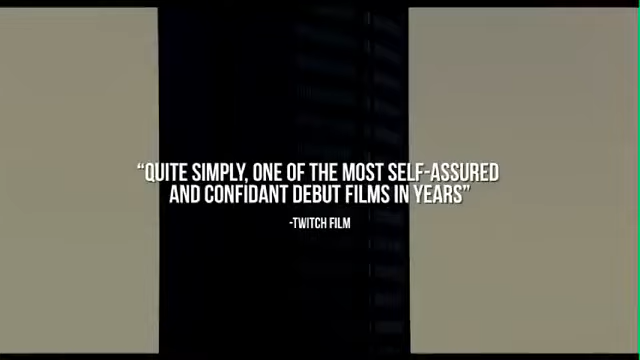 “QUITE SIMPLY, ONE OF THE MOST SELF-ASSURED
AND CONFIDANT DEBUT FILMS IN YEARS”
-TWITCH FILM